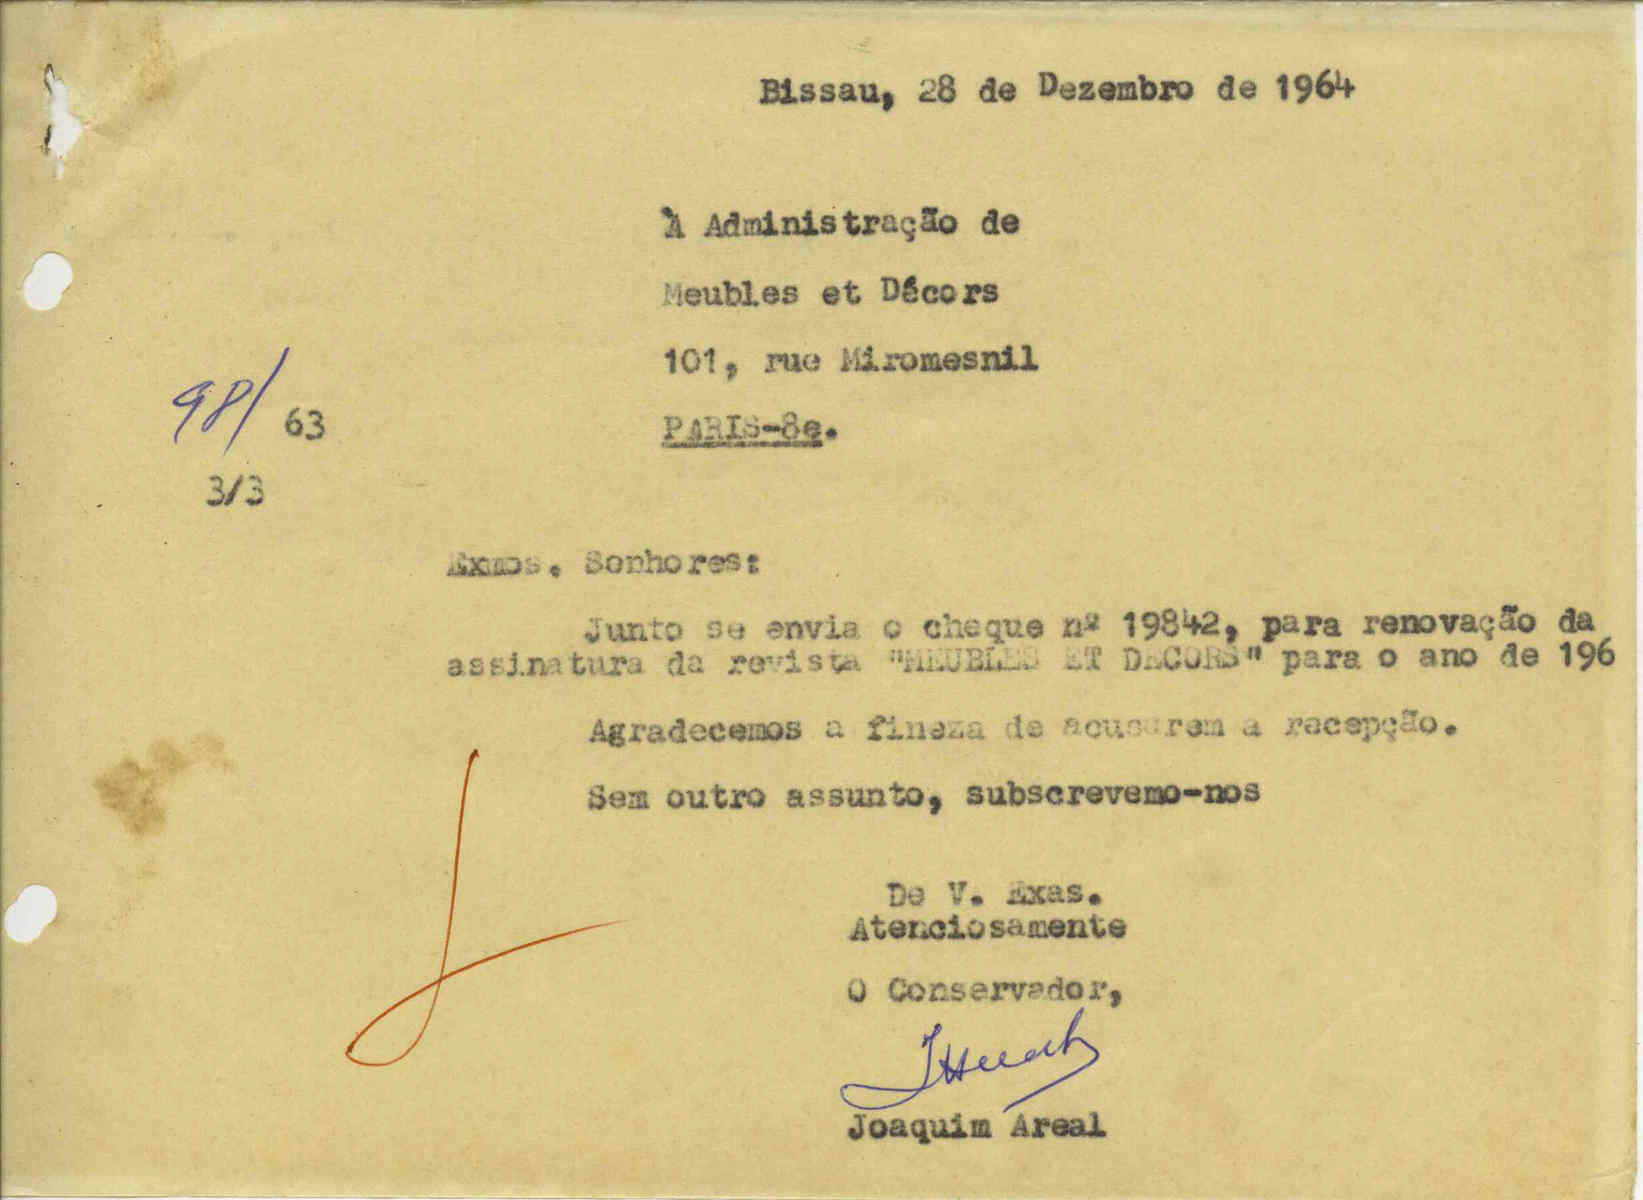 Bissau, 28 de Dezembro de 1964
À Administração de
Meubles et Décors
101, rue Miromesnil
98/ 63
PARIS-8e.
3/3
Exmos. Senhores:
Junto se envia o cheque nº 19842, para renovação da
assinatura da revista "MEUBLES ET DECORS" para o ano de 196
Agradecemos a fineza de acusarem a recepção.
Sem outro assunto, subscrevemo-nos
De V. Exas.
Atenciosamente
O Conservador,
Joaquim Areal